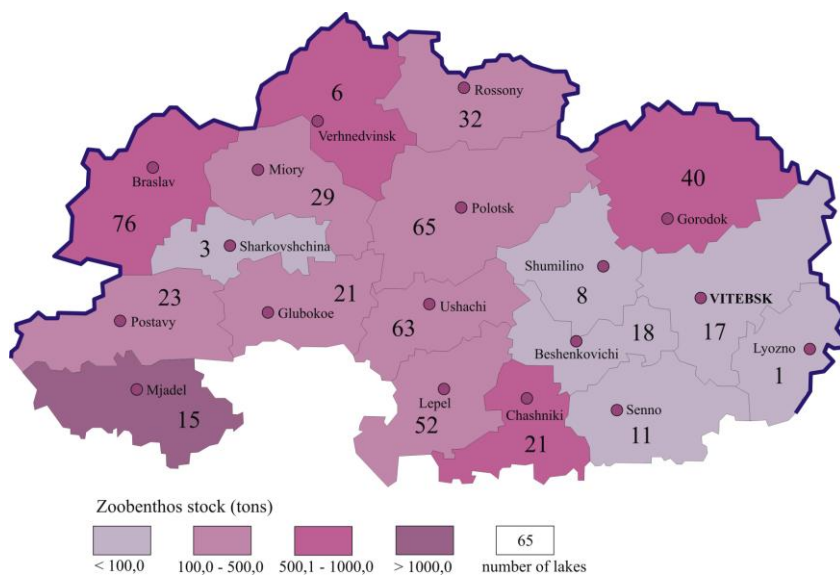 6
Rossony
32
Verhnedvinsk
Miory
Braslav
40
29
76
Polotsk
65
Gorodok
3
Sharkovshchina
Shumilino
8
23
21
Ushachi
VITEBSK
Postavy
Glubokoe
63
18
17
Beshenkovichi
Lyozno
1
Mjadel
15
Lepel
52
Chashniki
21
Senno
11
Zoobenthos stock (tons)
65
< 100,0
100,0 - 500,0
500,1 - 1000,0
> 1000,0
number of lakes